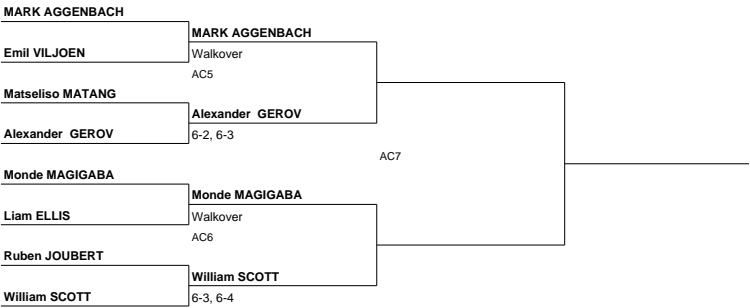 MARK AGGENBACH
MARK AGGENBACH
Emil VILJOEN
Walkover
AC5
Matseliso MATANG
Alexander  GEROV
Alexander  GEROV
6-2, 6-3
AC7
Monde MAGIGABA
Monde MAGIGABA
Liam ELLIS
Walkover
AC6
Ruben JOUBERT
William SCOTT
William SCOTT
6-3, 6-4